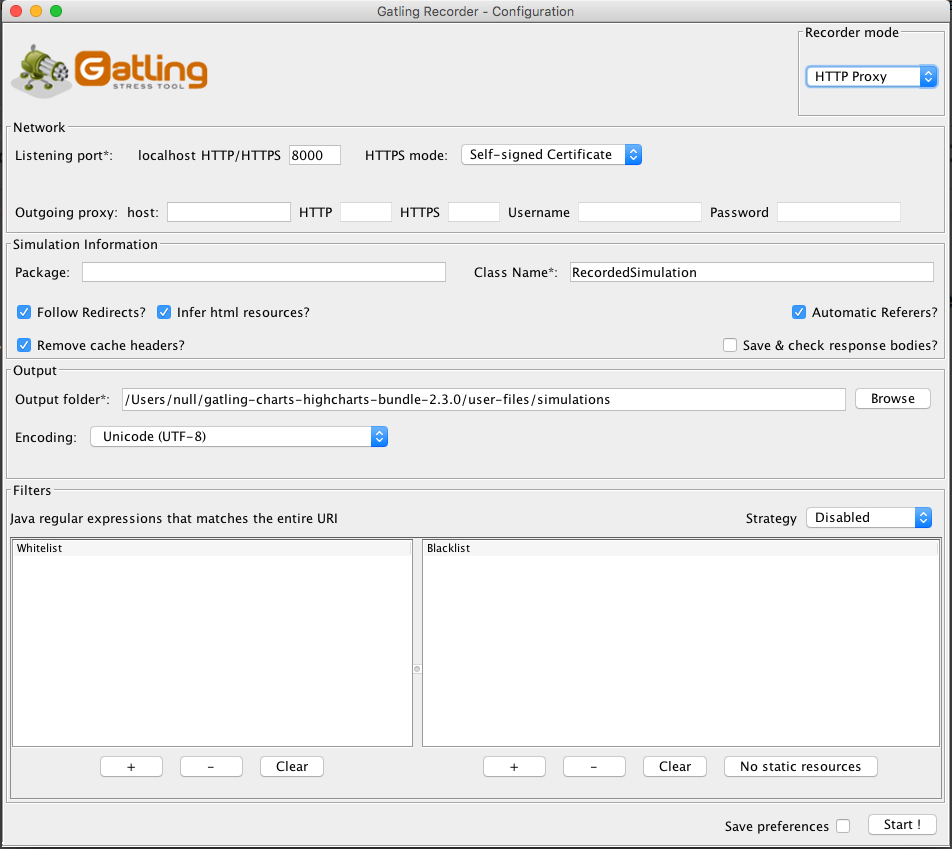 Gatling Recorder - Configuration
Gatling
STRESS TOOL
Recorder mode
HTTP Proxy
Network
Listening port*: localhost HTTP/HTTPS 8000 HTTPS mode: Self-signed Certificate
Outgoing proxy: host: HTTP HTTPS Username Password
Simulation Information
Package: Class Name*: RecordedSimulation
Follow Redirects? Infer html resources? Automatic Referers?
Remove cache headers? Save & check response bodies?
Output
Output folder*: /Users/null/gatling-charts-highcharts-bundle-2.3.0/user-files/simulations Browse
Encoding: Unicode (UTF-8)
Filters
Java regular expressions that matches the entire URI Strategy Disabled
Whitelist Blacklist
+ - Clear + - Clear No static resources
Save preferences Start !